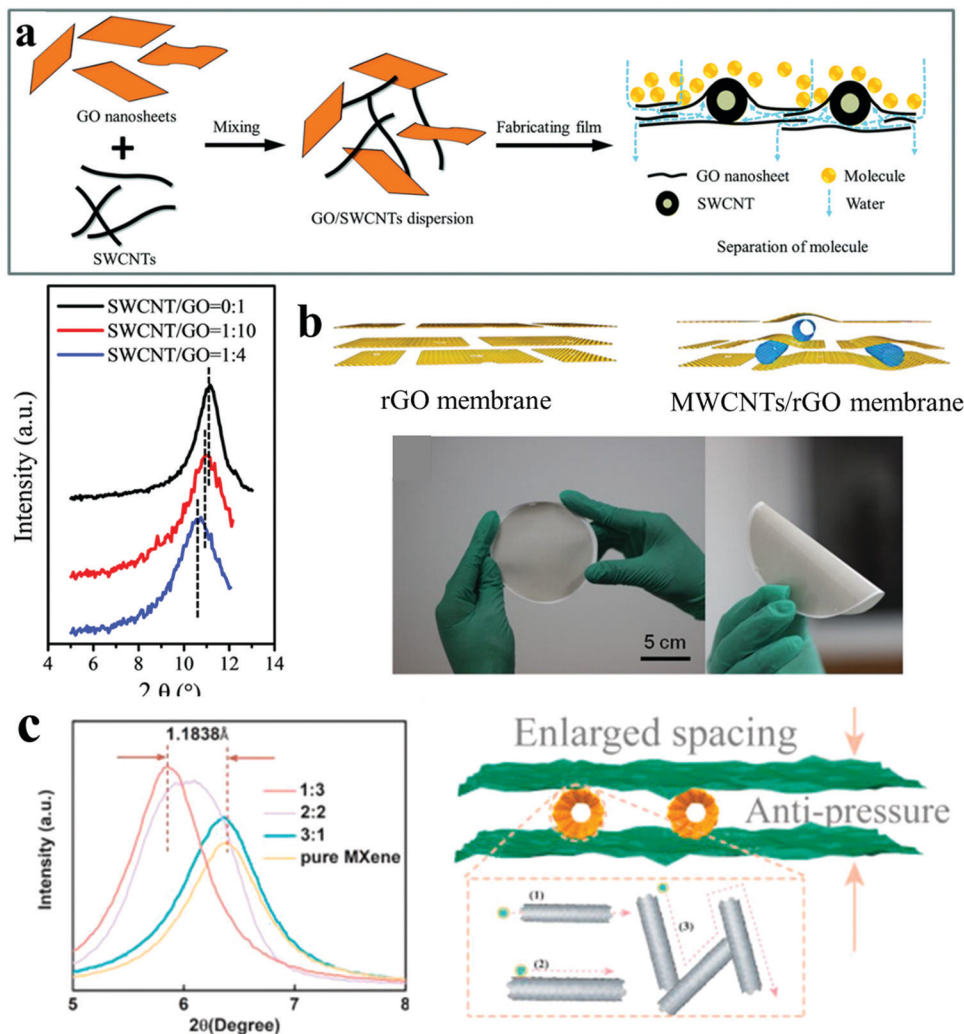 a
GO nanosheets
SWCNTs
Mixing
GO/SWCNTs dispersion
Fabricating film
GO nanosheet
Molecule
SWCNT
Water
Separation of molecule
SWCNT/GO=0:1
SWCNT/GO=1:10
SWCNT/GO=1:4
Intensity (a.u.)
4 6 8 10 12 14
2 θ (°)
b
rGO membrane
MWCNTs/rGO membrane
5 cm
c
1.1838Å
1:3
2:2
3:1
pure MXene
Intensity (a.u.)
5 6 7 8
2θ(Degree)
Enlarged spacing
Anti-pressure
(1)
(2)
(3)